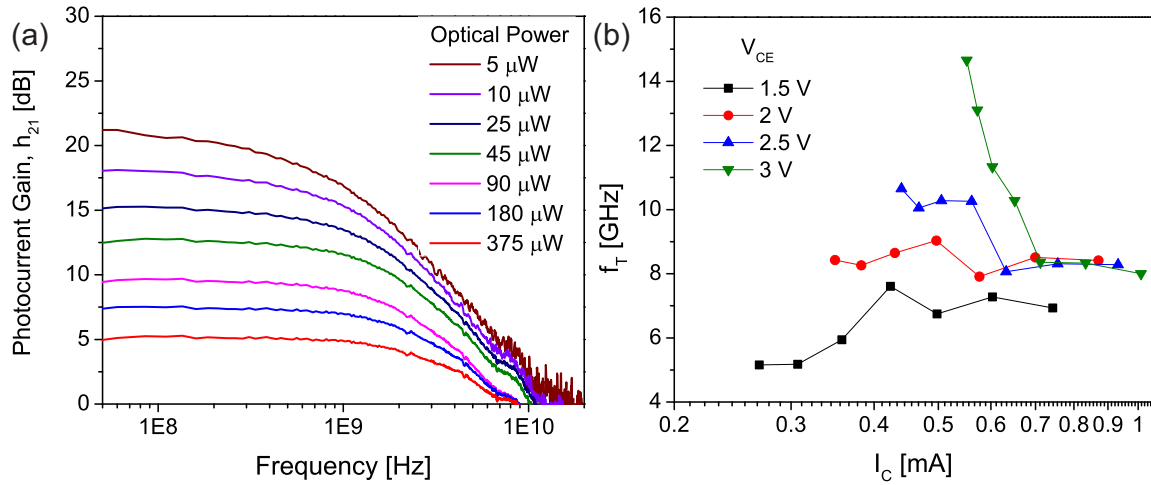 (a)
Photocurrent Gain, h21 [dB]
30
25
20
15
10
5
0
Optical Power
5 μW
10 μW
25 μW
45 μW
90 μW
180 μW
375 μW
1E8 1E9 1E10
Frequency [Hz]
(b)
fT [GHz]
16
14
12
10
8
6
4
VCE
1.5 V
2 V
2.5 V
3 V
0.2 0.3 0.4 0.5 0.6 0.7 0.8 0.9 1
IC [mA]